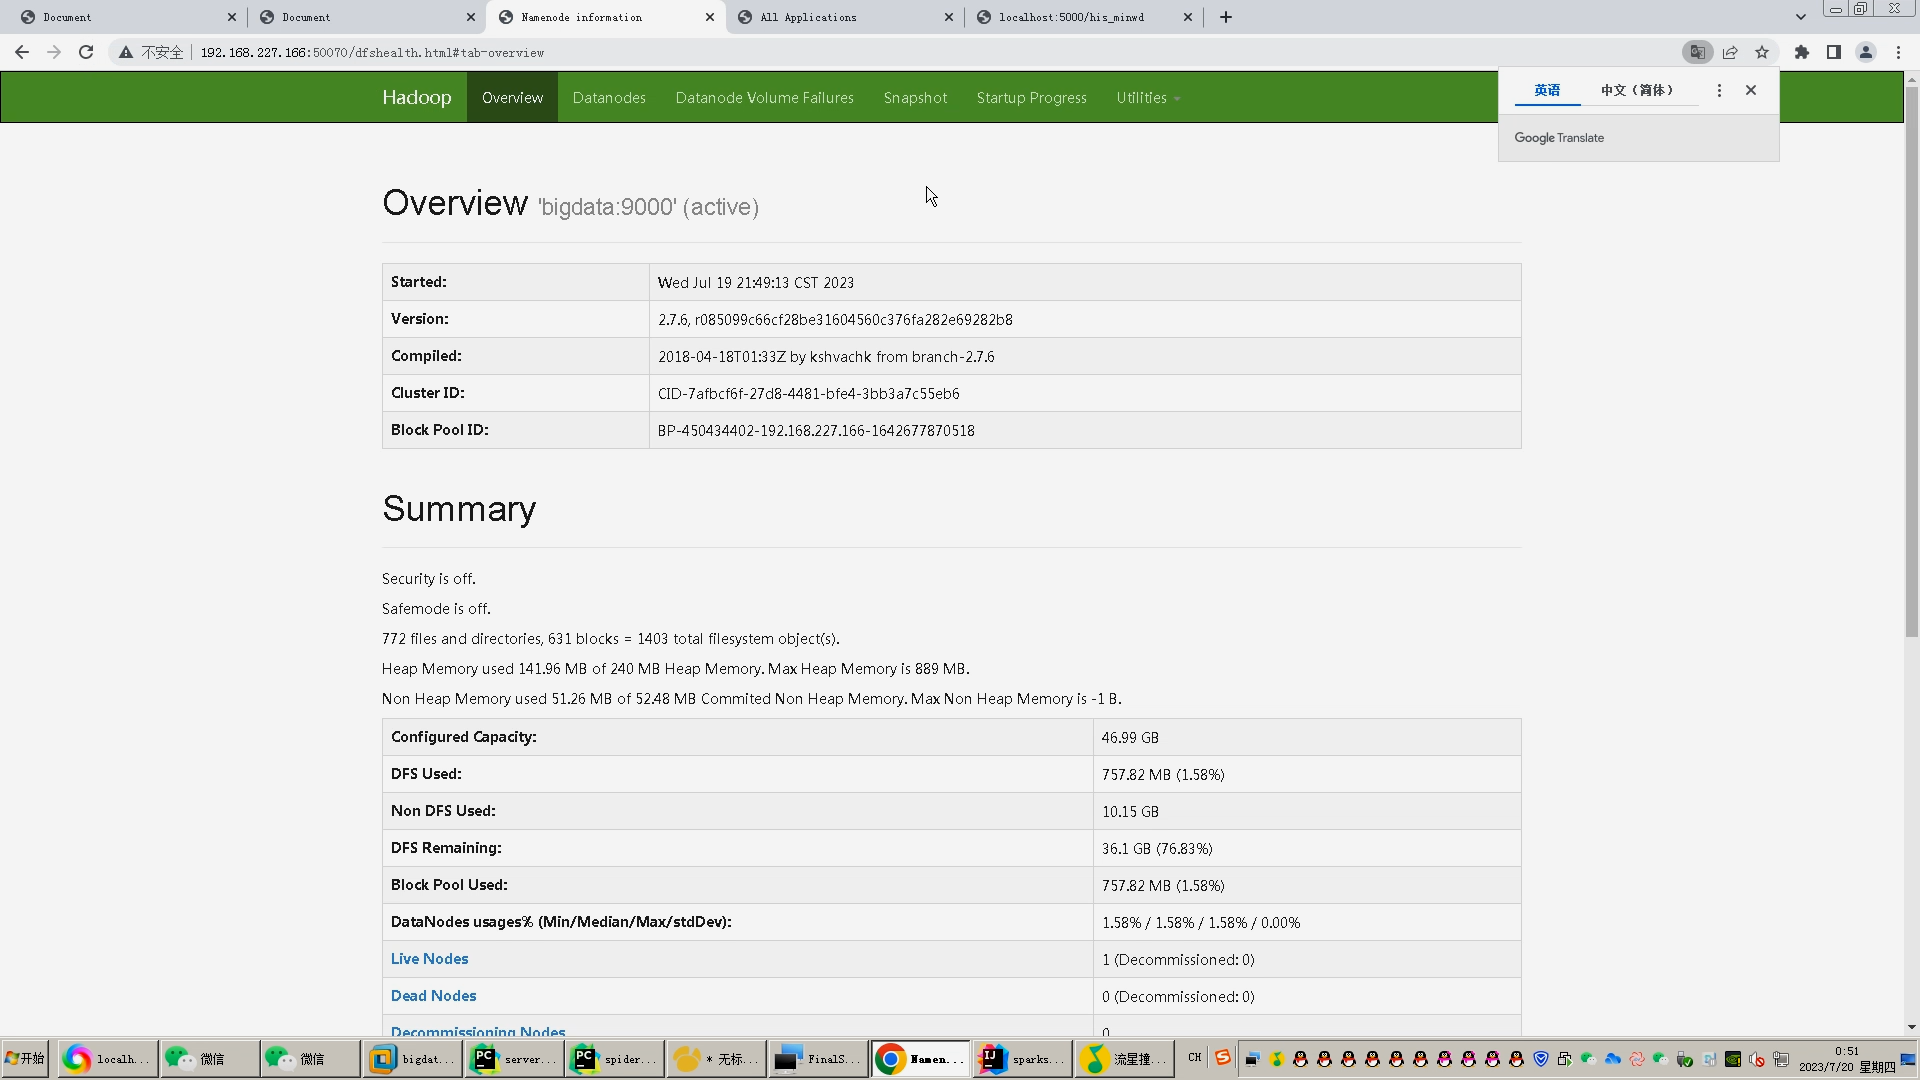 Document
Document
Namenode information
All Applications
localhost:5000/his_minwd
不安全
192.168.227.166:50070/dfshealth.html#tab-overview
Hadoop
Overview
Datanodes
Datanode Volume Failures
Snapshot
Startup Progress
Utilities
英语
中文（简体）
Google Translate
Overview 'bigdata:9000' (active)
Started: Wed Jul 19 21:49:13 CST 2023
Version: 2.7.6, r085099c66cf28be31604560c376fa282e69282b8
Compiled: 2018-04-18T01:33Z by kshvachk from branch-2.7.6
Cluster ID: CID-7afbcf6f-27d8-4481-bfe4-3bb3a7c55eb6
Block Pool ID: BP-450434402-192.168.227.166-1642677870518
Summary
Security is off.
Safemode is off.
772 files and directories, 631 blocks = 1403 total filesystem object(s).
Heap Memory used 141.96 MB of 240 MB Heap Memory. Max Heap Memory is 889 MB.
Non Heap Memory used 51.26 MB of 52.48 MB Commited Non Heap Memory. Max Non Heap Memory is -1 B.
Configured Capacity: 46.99 GB
DFS Used: 757.82 MB (1.58%)
Non DFS Used: 10.15 GB
DFS Remaining: 36.1 GB (76.83%)
Block Pool Used: 757.82 MB (1.58%)
DataNodes usages% (Min/Median/Max/stdDev): 1.58% / 1.58% / 1.58% / 0.00%
Live Nodes 1 (Decommissioned: 0)
Dead Nodes 0 (Decommissioned: 0)
Decommissioning Nodes 0
开始
localh...
微信
微信
bigdat...
server...
spider...
* 无标...
FinalS...
Namen...
sparks...
流星撞...
CH
0:51
2023/7/20 星期四